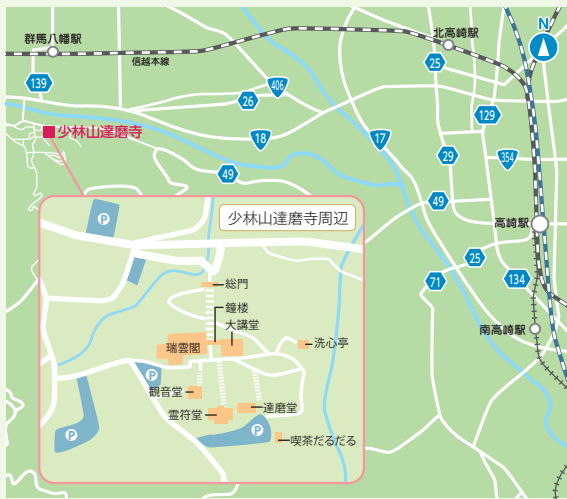 群馬八幡駅
信越本線
北高崎駅
N
139
26
406
25
129
少林山達磨寺
18
17
29
354
49
49
少林山達磨寺周辺
高崎駅
25
71
134
南高崎駅
P
総門
鐘楼
大講堂
瑞雲閣
洗心亭
P
観音堂
霊符堂
達磨堂
P
P
喫茶だるだる